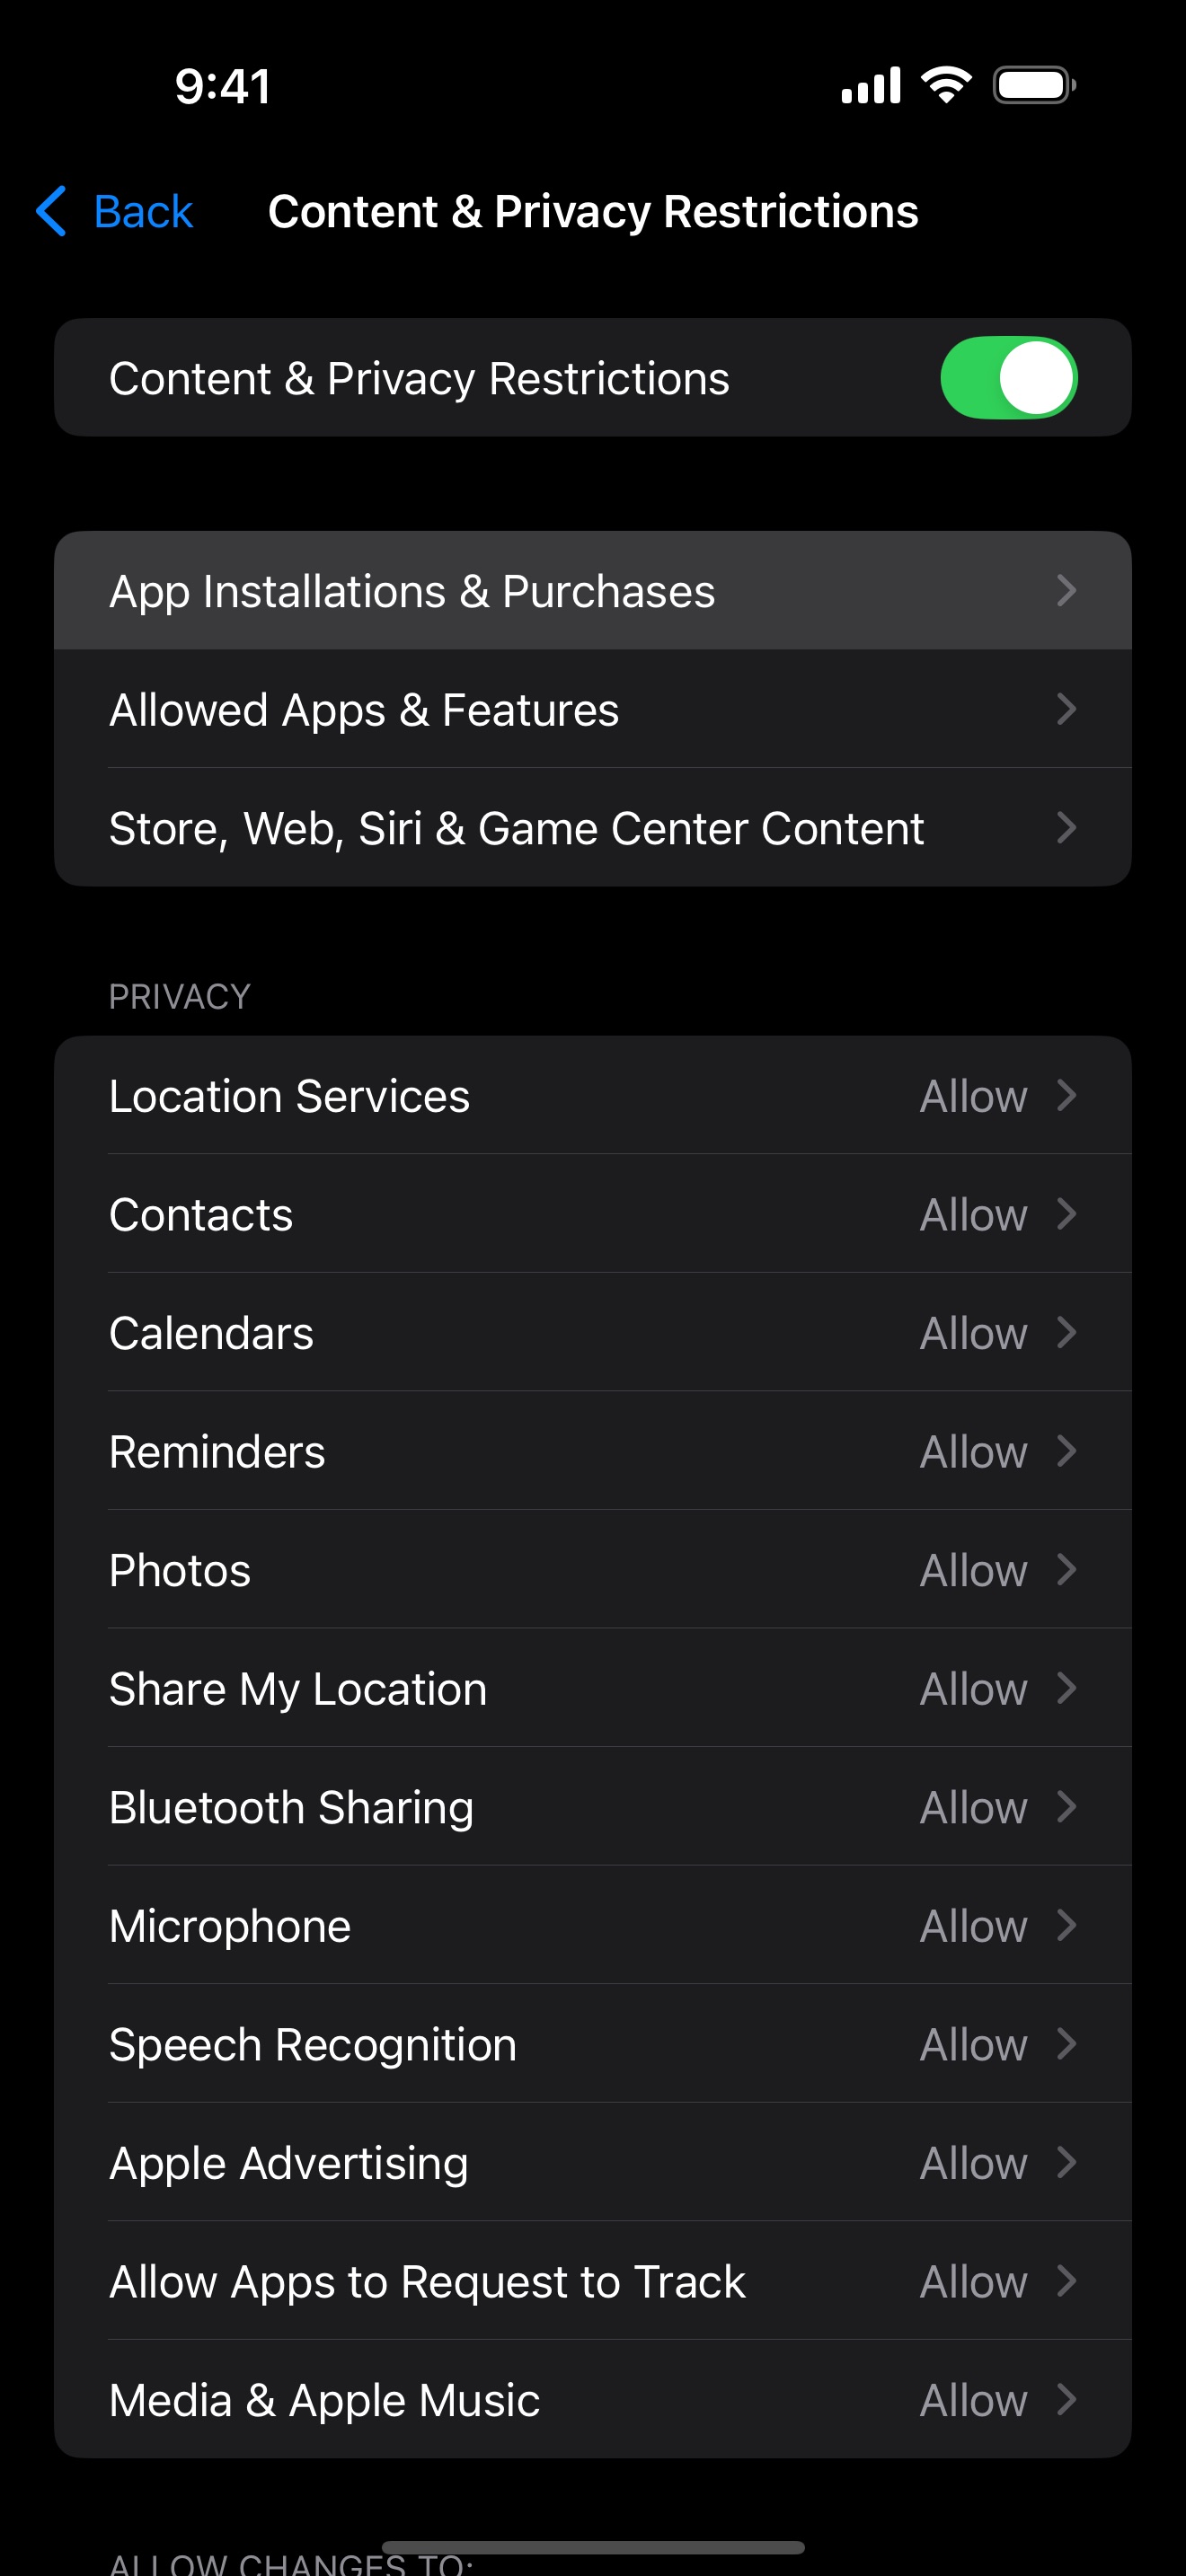 9:41
Back
Content & Privacy Restrictions
Content & Privacy Restrictions
App Installations & Purchases
Allowed Apps & Features
Store, Web, Siri & Game Center Content
PRIVACY
Location Services Allow
Contacts Allow
Calendars Allow
Reminders Allow
Photos Allow
Share My Location Allow
Bluetooth Sharing Allow
Microphone Allow
Speech Recognition Allow
Apple Advertising Allow
Allow Apps to Request to Track Allow
Media & Apple Music Allow
ALLOW CHANGES TO: